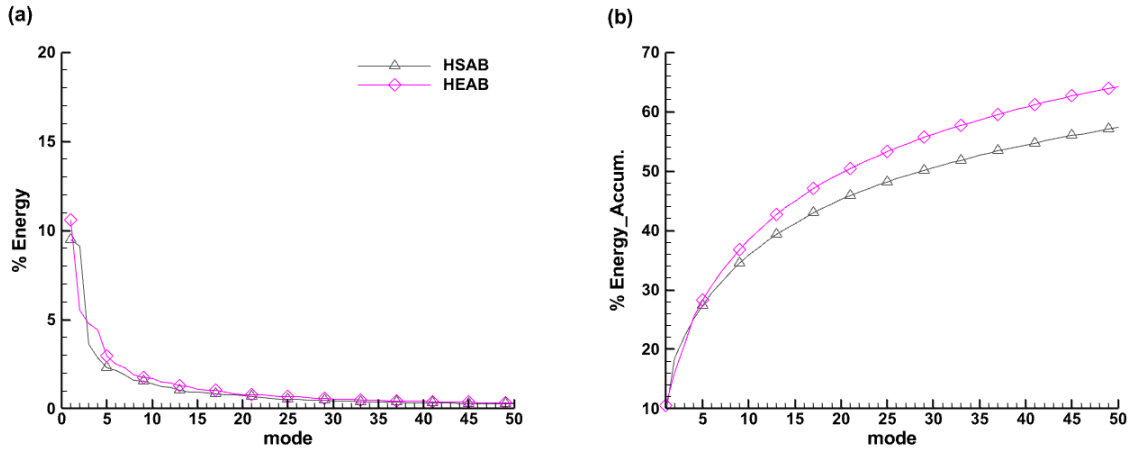 (a)
20
15
10
5
0
% Energy
0 5 10 15 20 25 30 35 40 45 50
mode
HSAB
HEAB
(b)
70
60
50
40
30
20
10
% Energy_Accum.
5 10 15 20 25 30 35 40 45 50
mode